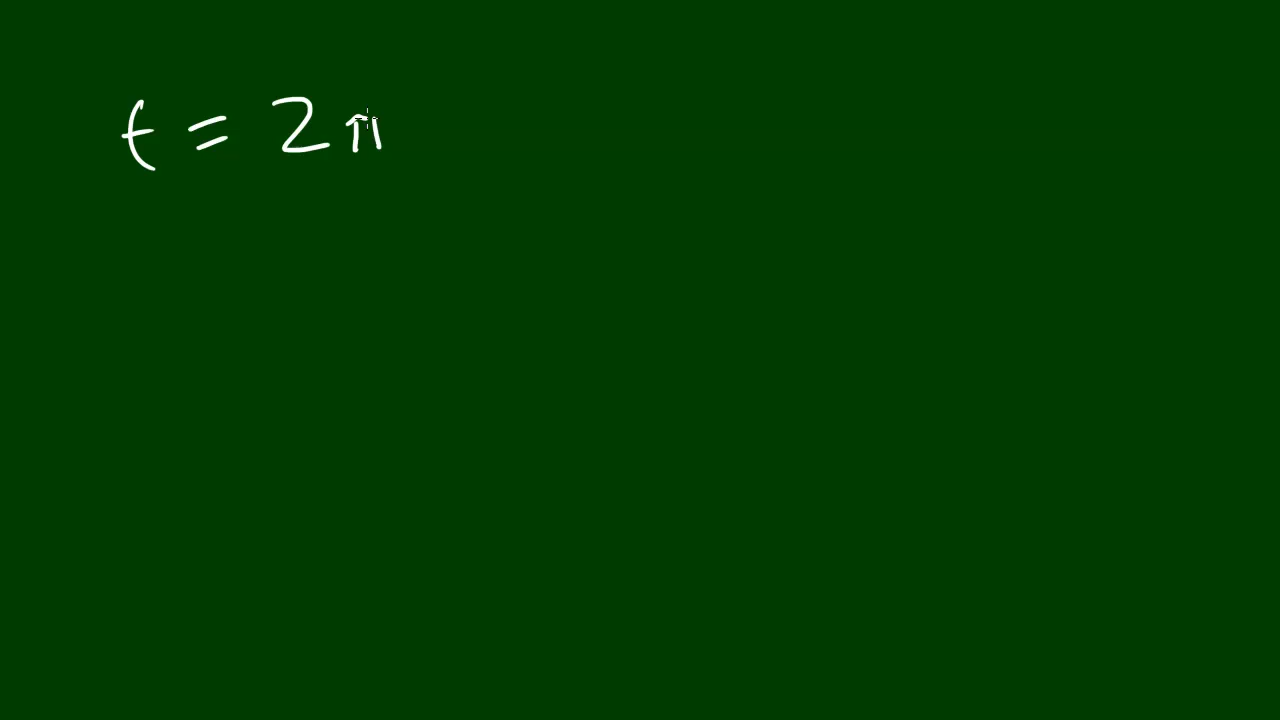 t = 2π